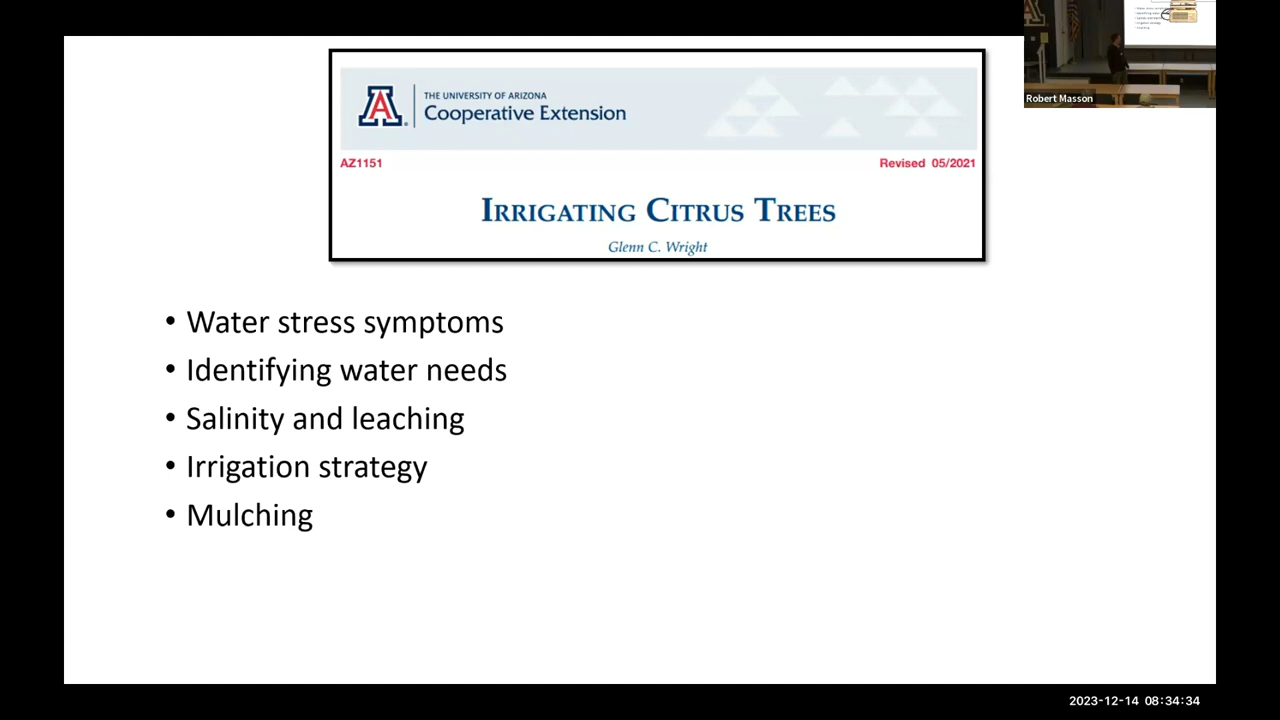 THE UNIVERSITY OF ARIZONA
Cooperative Extension
AZ1151
Revised 05/2021
IRRIGATING CITRUS TREES
Glenn C. Wright
• Water stress symptoms
• Identifying water needs
• Salinity and leaching
• Irrigation strategy
• Mulching
Robert Masson
2023-12-14 08:34:34